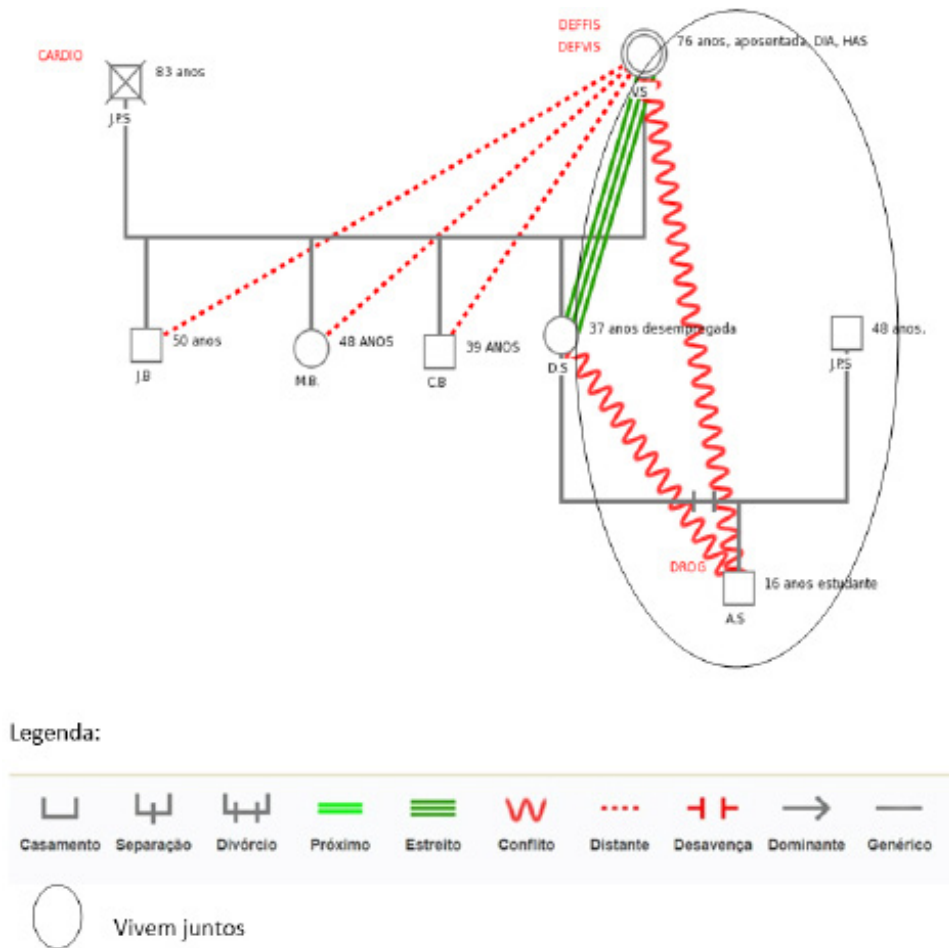 DEFFIS
DEFVIS
76 anos, aposentada, DIA, HAS
CARDIO
83 anos
J.P.S
V.S
50 anos
J.B
48 ANOS
M.B.
39 ANOS
C.B
37 anos desempregada
D.S
48 anos.
J.P.S
DROG
16 anos estudante
A.S
Legenda:
Casamento Separação Divórcio Próximo Estreito Conflito Distante Desavença Dominante Genérico
Vivem juntos